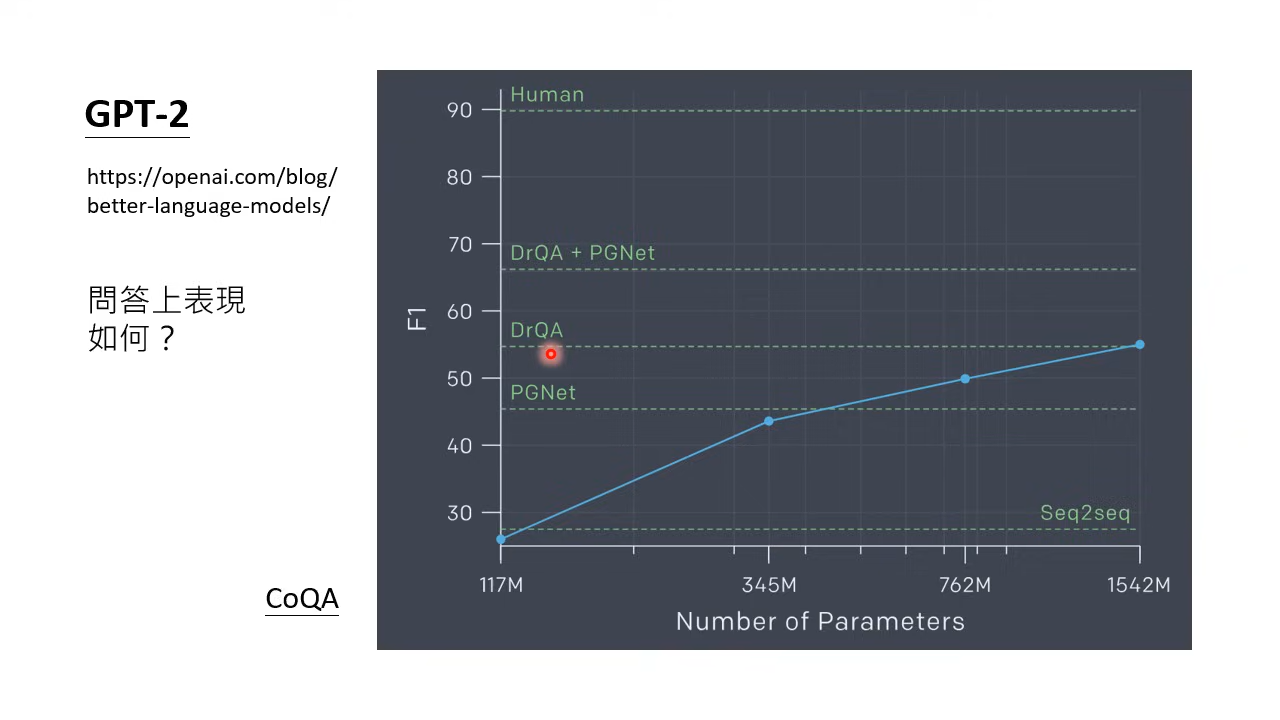 GPT-2
https://openai.com/blog/
better-language-models/
問答上表現
如何？
CoQA
Human
DrQA + PGNet
DrQA
PGNet
Seq2seq
F1
90
80
70
60
50
40
30
117M
345M
762M
1542M
Number of Parameters